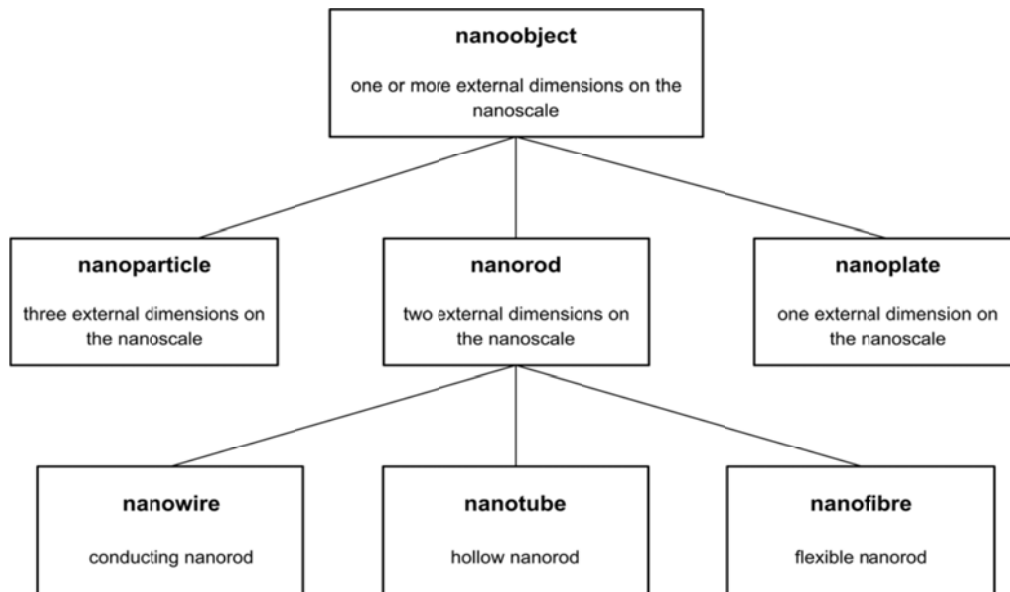 nanoobject
one or more external dimensions on the
nanoscale
nanoparticle
three external dimensions on
the nanoscale
nanorod
two external dimensions on
the nanoscale
nanoplate
one external dimension on
the nanoscale
nanowire
conducting nanorod
nanotube
hollow nanorod
nanofibre
flexible nanorod